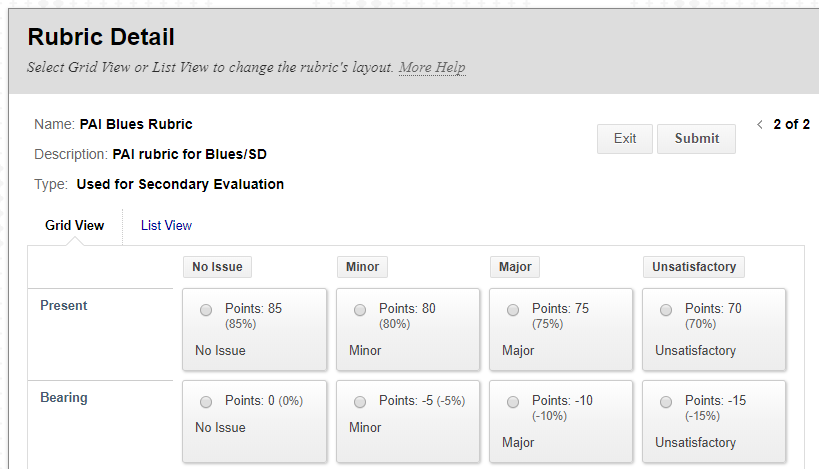 Rubric Detail
Select Grid View or List View to change the rubric's layout. More Help
Name: PAI Blues Rubric
Exit Submit < 2 of 2
Description: PAI rubric for Blues/SD
Type: Used for Secondary Evaluation
Grid View List View
No Issue Minor Major Unsatisfactory
Present Points: 85 Points: 80 Points: 75 Points: 70
(85%) (80%) (75%) (70%)
No Issue Minor Major Unsatisfactory
Bearing Points: 0 (0%) Points: -5 (-5%) Points: -10 Points: -15
(-10%) (-15%)
No Issue Minor
Major Unsatisfactory